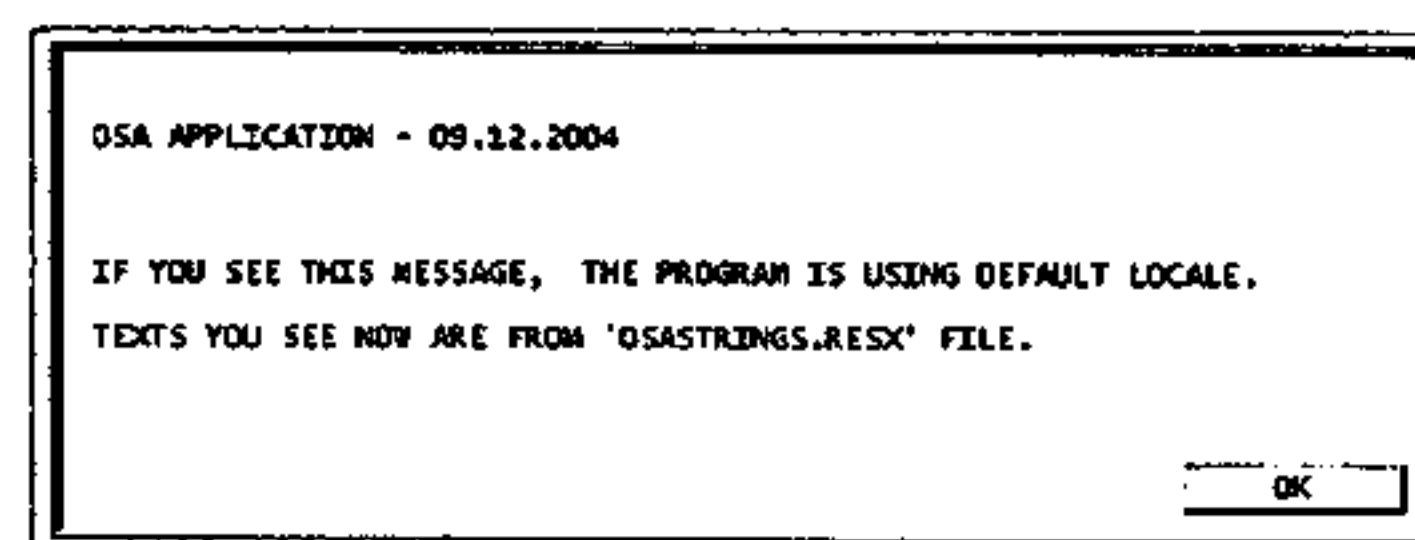 OSA APPLICATION - 09.12.2004
IF YOU SEE THIS MESSAGE, THE PROGRAM IS USING DEFAULT LOCALE.
TEXTS YOU SEE NOW ARE FROM 'OSASTRINGS.RESX' FILE.
OK